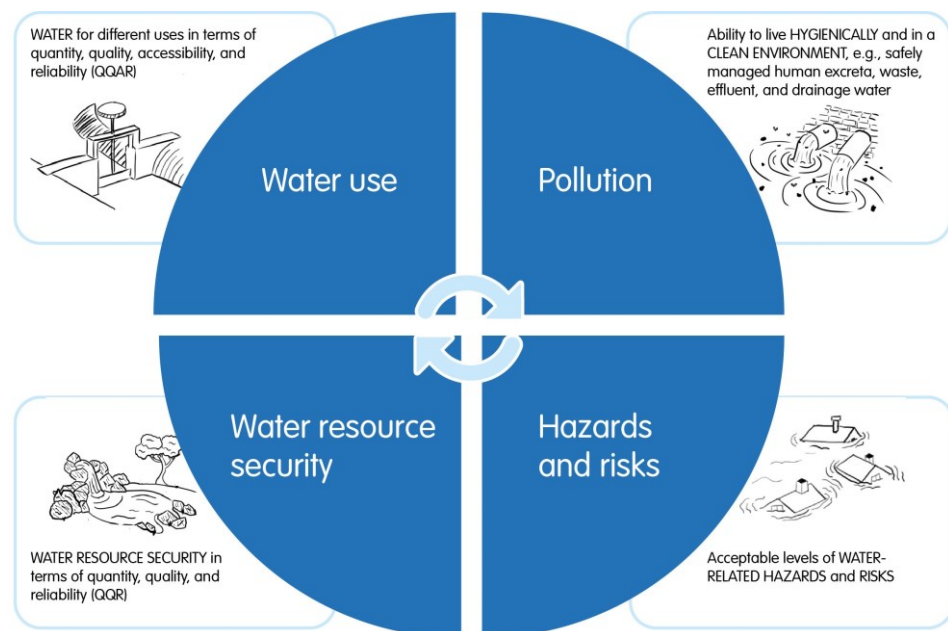 WATER for different uses in terms of
quantity, quality, accessibility, and
reliability (QQAR)
Water use
Ability to live HYGIENICALLY and in a
CLEAN ENVIRONMENT, e.g., safely
managed human excreta, waste,
effluent, and drainage water
Pollution
Water resource
security
WATER RESOURCE SECURITY in
terms of quantity, quality, and
reliability (QQR)
Hazards
and risks
Acceptable levels of WATER-
RELATED HAZARDS and RISKS